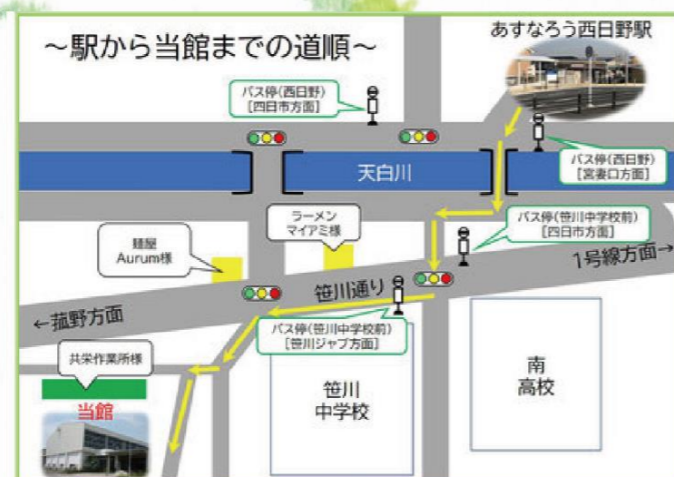 ～駅から当館までの道順～
あすなろう西日野駅
バス停(西日野)
[四日市方面]
バス停(西日野)
[宮妻口方面]
天白川
ラーメン
マイアミ様
バス停(笹川中学校前)
[四日市方面]
麺屋
Aurum様
1号線方面→
笹川通り
←菰野方面
バス停(笹川中学校前)
[笹川ジャブ方面]
共栄作業所様
当館
笹川
中学校
南
高校